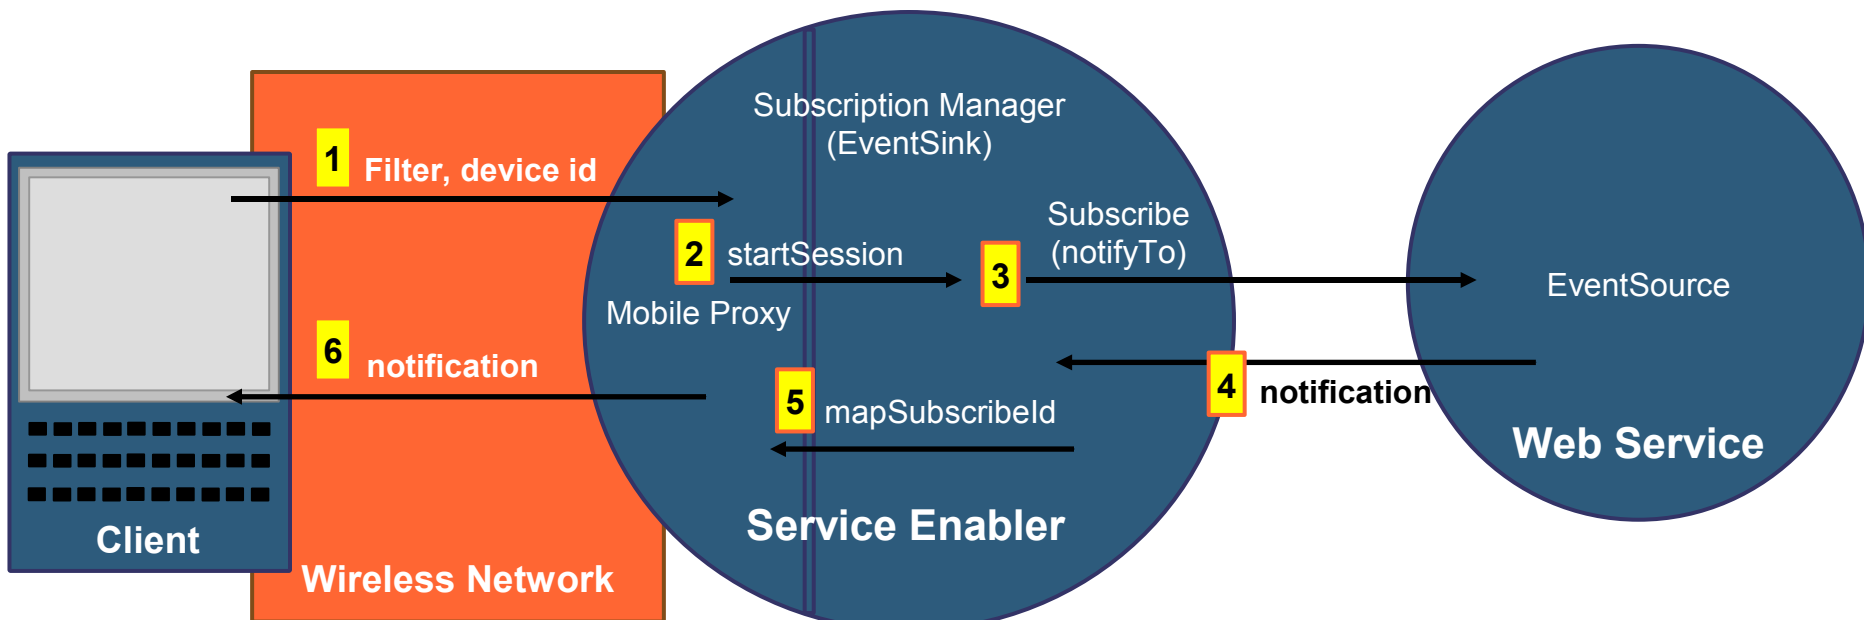 Subscription Manager
(EventSink)
1 Filter, device id
2 startSession
3 Subscribe
(notifyTo)
EventSource
Mobile Proxy
6 notification
5 mapSubscribeId
4 notification
Web Service
Service Enabler
Client
Wireless Network